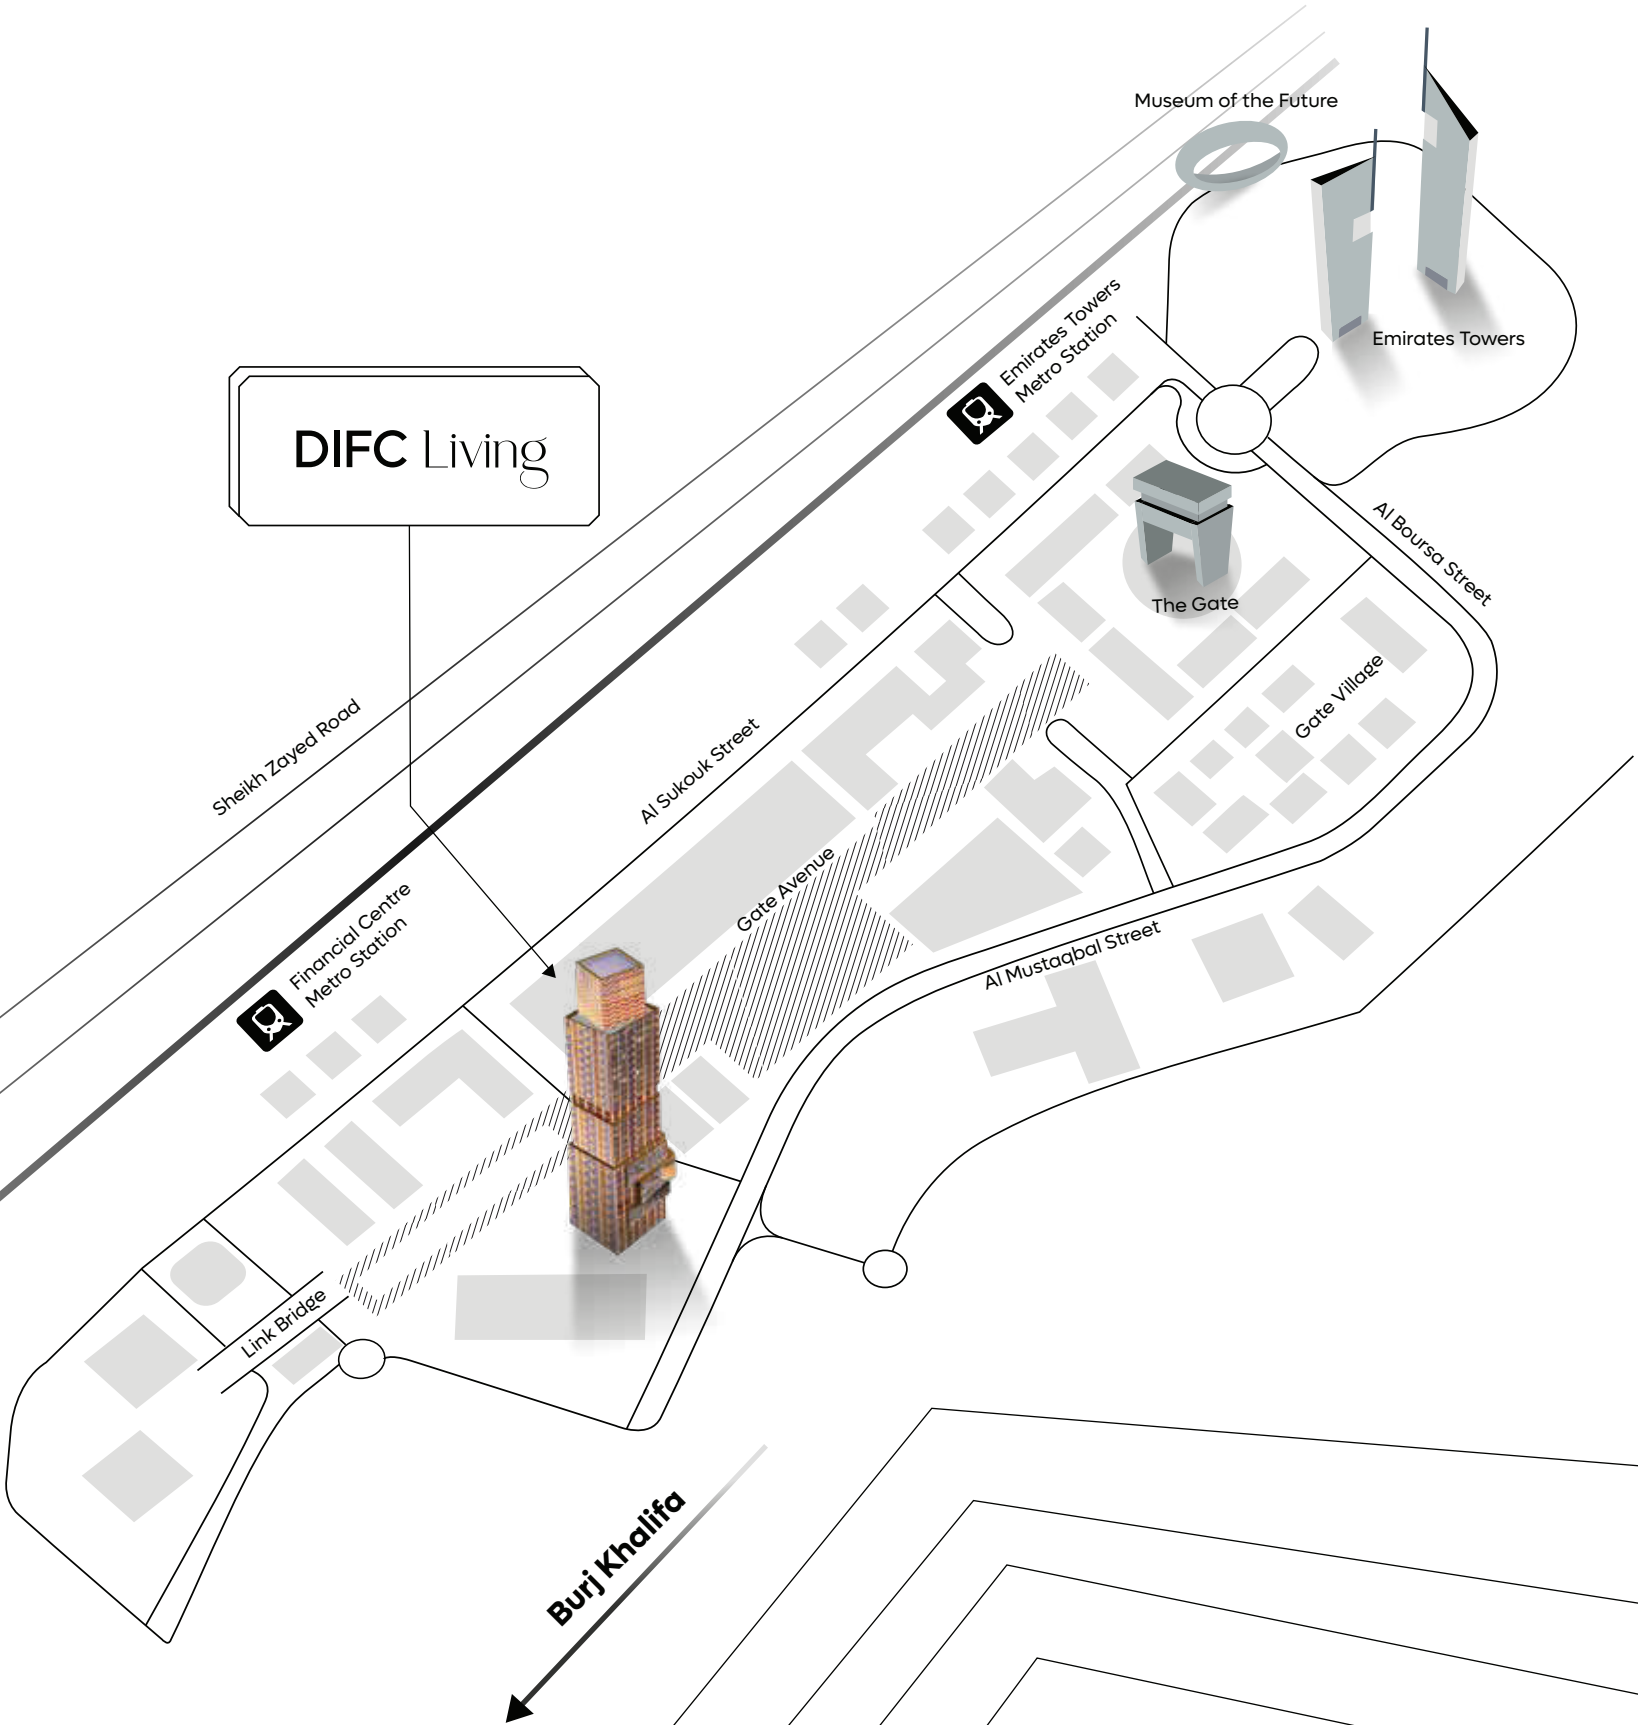 Museum of the Future
Emirates Towers
Metro Station
Emirates Towers
DIFC Living
Al Boursa Street
The Gate
Gate Village
Sheikh Zayed Road
Al Sukouk Street
Gate Avenue
Financial Centre
Metro Station
Al Mustaqbal Street
Link Bridge
Burj Khalifa